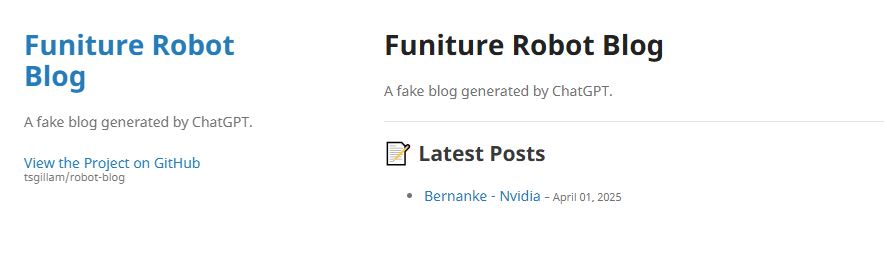 Funiture Robot
Blog
A fake blog generated by ChatGPT.
View the Project on GitHub
tsgillam/robot-blog
Funiture Robot Blog
A fake blog generated by ChatGPT.
📝 Latest Posts
• Bernanke - Nvidia – April 01, 2025